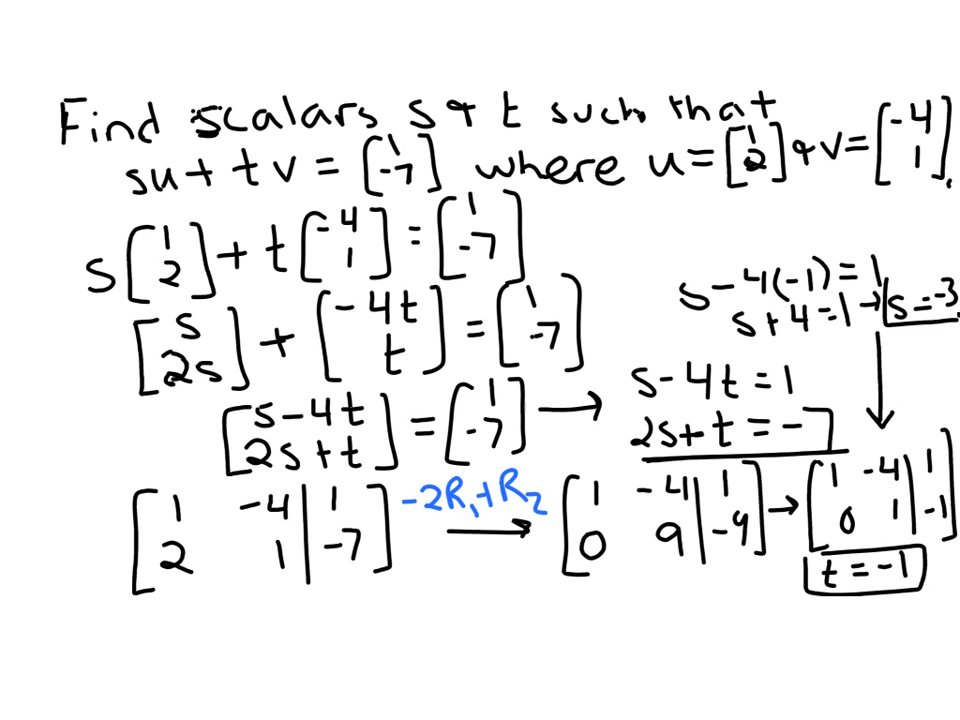 Find scalars s & t such that
su + tv = [1 -7] where u = [1 2] & v = [-4 1].
s[1 2] + t[-4 1] = [1 -7]
[s 2s] + [-4t t] = [1 -7]
[s-4t 2s+t] = [1 -7] →
s-4t = 1
2s+t = -7
[1 -4 | 1
2 1 | -7]
-2R₁+R₂
→
[1 -4 | 1
0 9 | -9]
→
[1 -4 | 1
0 1 | -1]
t = -1
s-4(-1) = 1
s+4=1 → s=-3